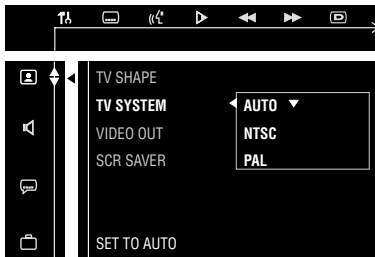 TV SHAPE
TV SYSTEM AUTO
VIDEO OUT NTSC
SCR SAVER PAL
SET TO AUTO